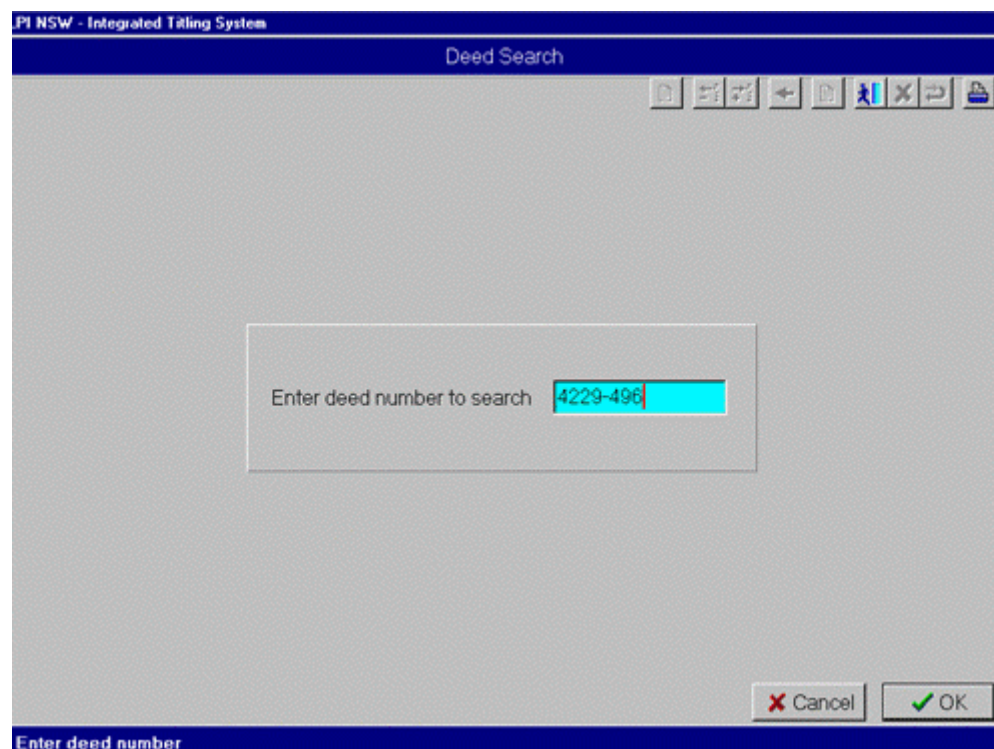 LPI NSW - Integrated Titling System
Deed Search
Enter deed number to search 4229-496
Cancel OK
Enter deed number